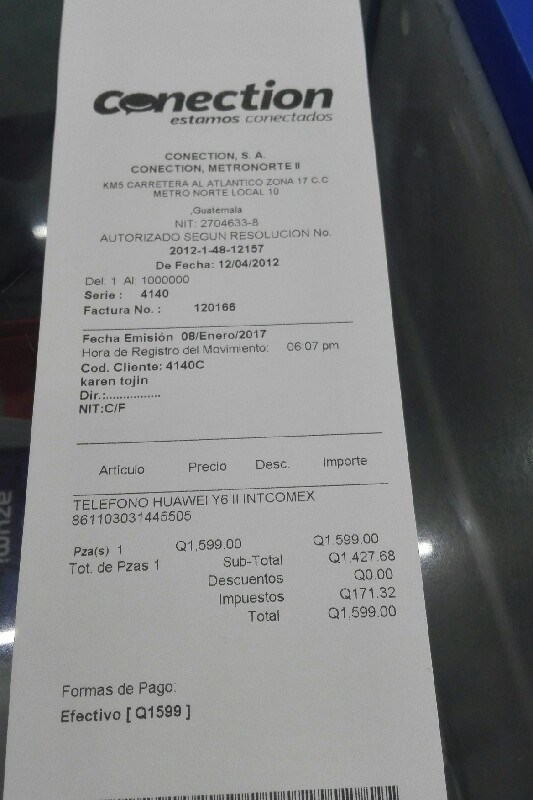 conection
estamos conectados
CONECTION, S. A.
CONECTION, METRONORTE II
KM5 CARRETERA AL ATLANTICO ZONA 17 C.C
METRO NORTE LOCAL 10
,Guatemala
NIT: 2704633-8
AUTORIZADO SEGUN RESOLUCION No.
2012-1-48-12157
De Fecha: 12/04/2012
Del: 1 Al: 1000000
Serie : 4140
Factura No. : 120166
Fecha Emisión 08/Enero/2017
Hora de Registro del Movimiento: 06:07 pm
Cod. Cliente: 4140C
karen tojin
Dir.:................
NIT:C/F
Articulo Precio Desc. Importe
TELEFONO HUAWEI Y6 II INTCOMEX
861103031445505
Pza(s) 1 Q1,599.00 Q1,599.00
Tot. de Pzas 1 Sub-Total Q1,427.68
Descuentos Q0.00
Impuestos Q171.32
Total Q1,599.00
Formas de Pago:
Efectivo [ Q1599 ]
azumi